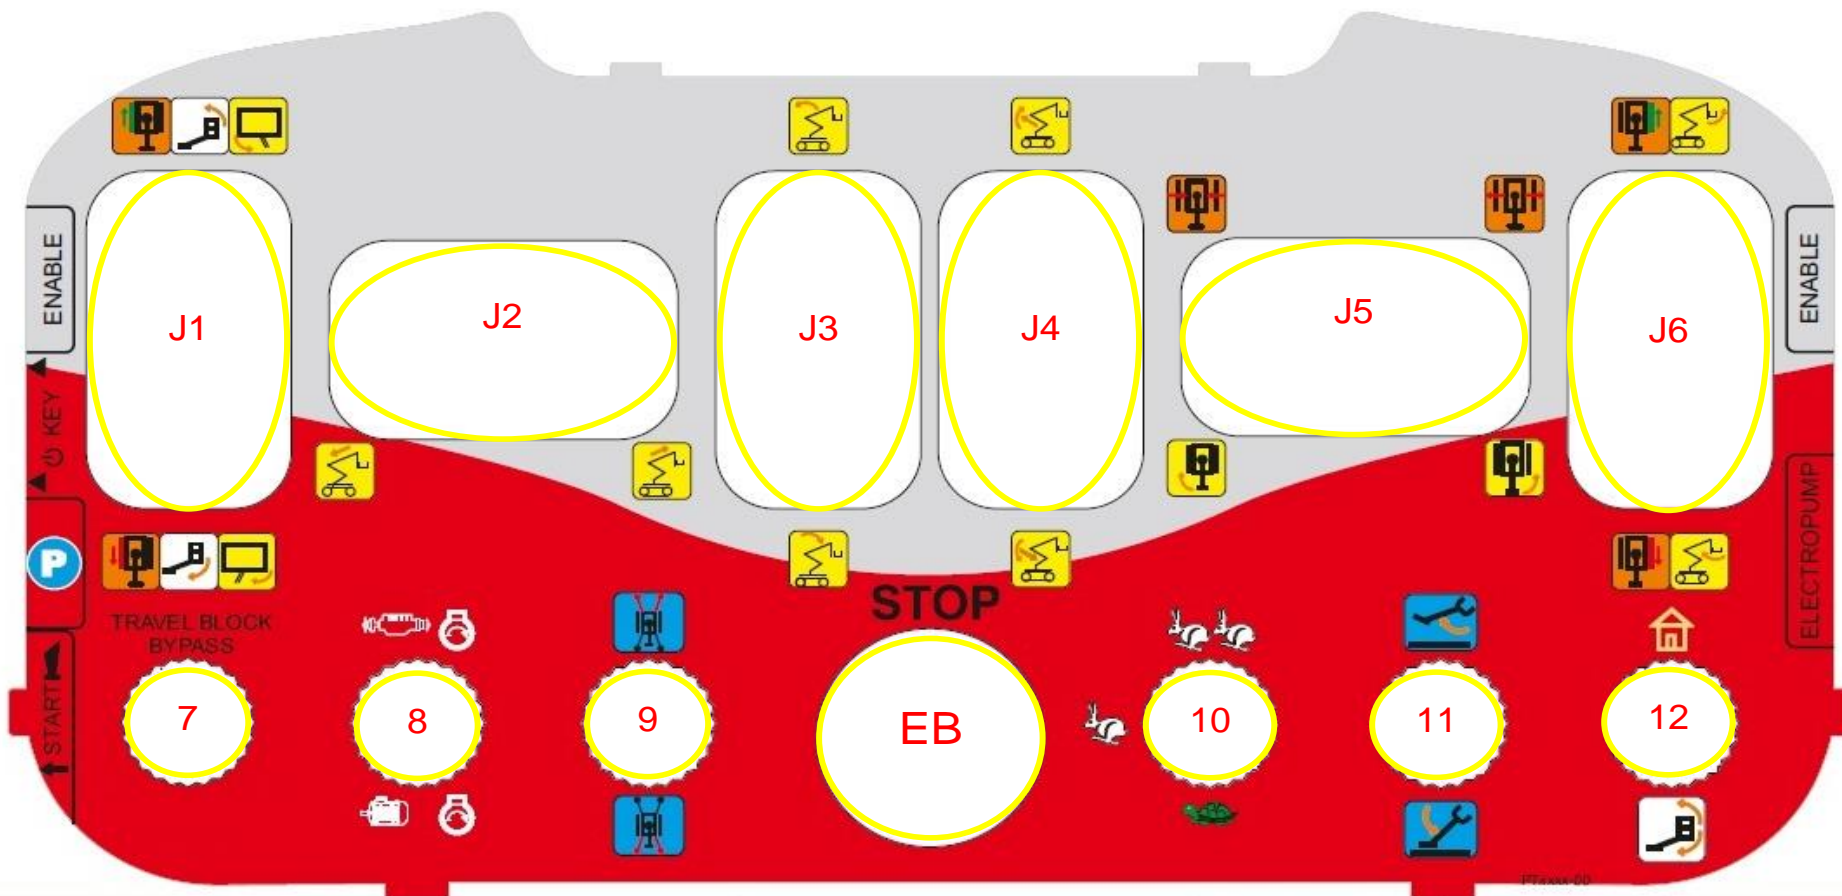 ENABLE
ENABLE
J1
J2
J3
J4
J5
J6
KEY
P
ELECTROPUMP
START
STOP
TRAVEL BLOCK
BYPASS
7
8
9
EB
10
11
12